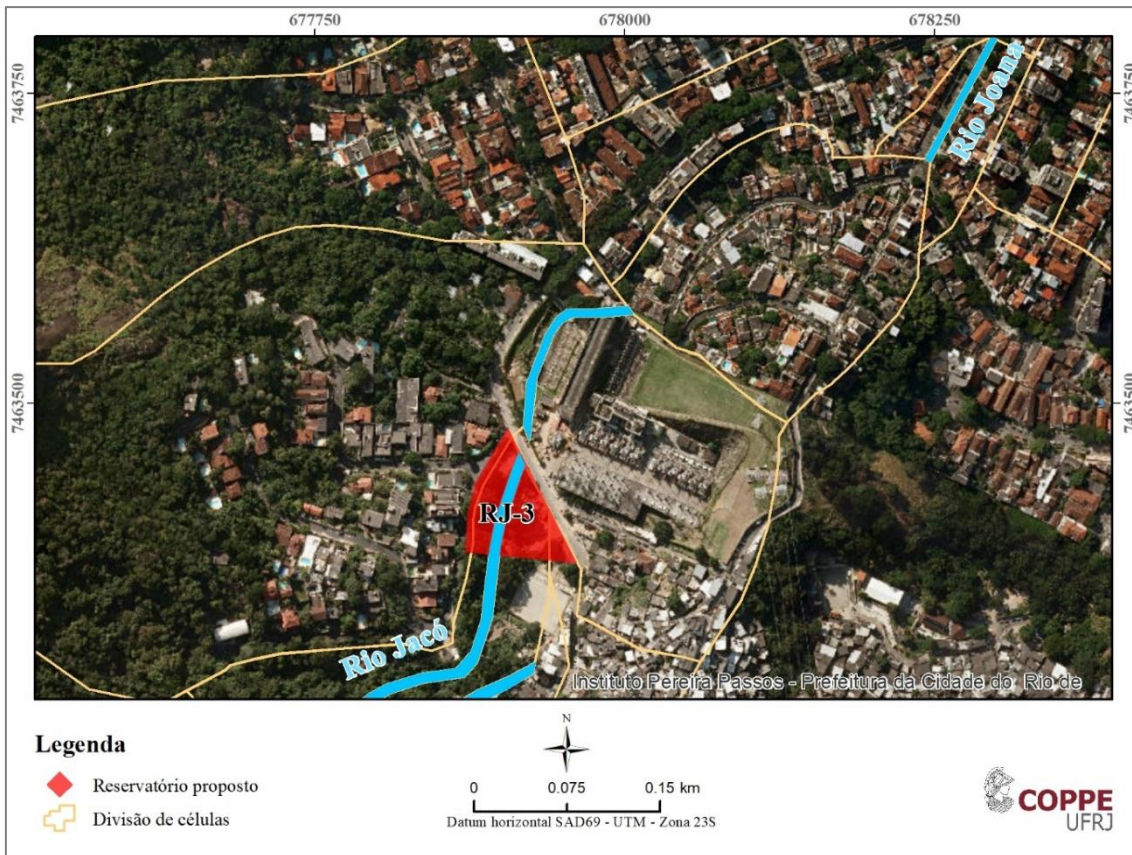 677750 678000 678250
7463750
7463750
Rio Joana
7463500
7463500
RJ-3
Rio Jacó
Instituto Pereira Passos - Prefeitura da Cidade do Rio de
Legenda
Reservatório proposto
Divisão de células
N
0 0.075 0.15 km
Datum horizontal SAD69 - UTM - Zona 23S
COPPE
UFRJ